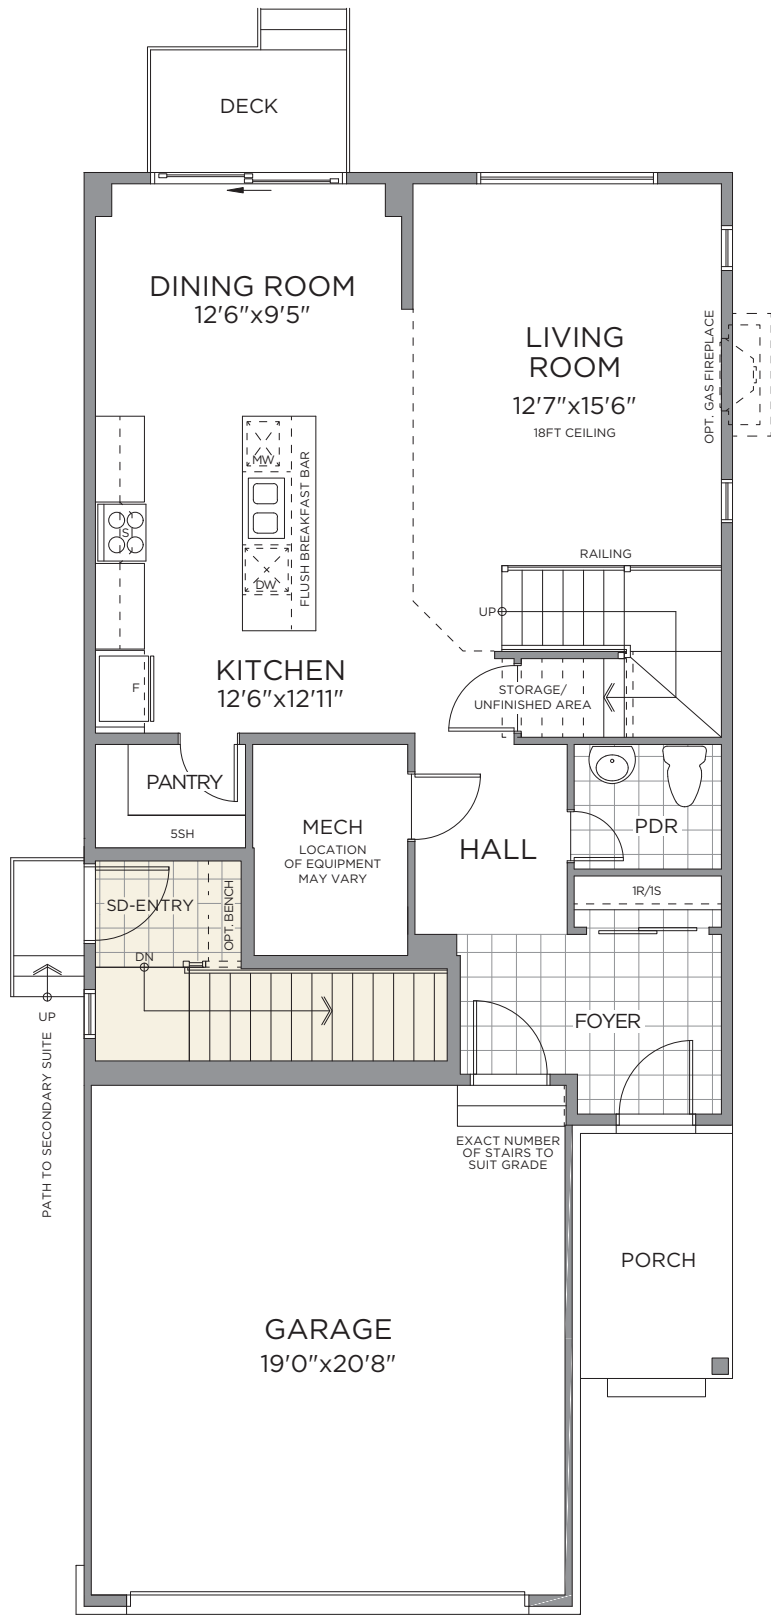 DECK
DINING ROOM
12'6"x9'5"
LIVING
ROOM
12'7"x15'6"
18FT CEILING
OPT. GAS FIREPLACE
MW
S
DW
FLUSH BREAKFAST BAR
RAILING
UP
F
KITCHEN
12'6"x12'11"
STORAGE/
UNFINISHED AREA
PANTRY
5SH
MECH
LOCATION
OF EQUIPMENT
MAY VARY
HALL
PDR
1R/1S
SD-ENTRY
OPT. BENCH
DN
UP
PATH TO SECONDARY SUITE
FOYER
EXACT NUMBER
OF STAIRS TO
SUIT GRADE
PORCH
GARAGE
19'0"x20'8"